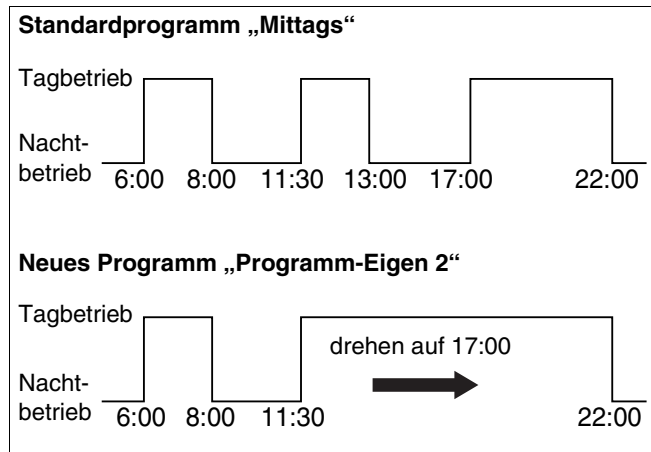 Standardprogramm „Mittags“
Tagbetrieb
Nacht-
betrieb
6:00 8:00 11:30 13:00 17:00 22:00
Neues Programm „Programm-Eigen 2“
Tagbetrieb
drehen auf 17:00
Nacht-
betrieb
6:00 8:00 11:30 22:00